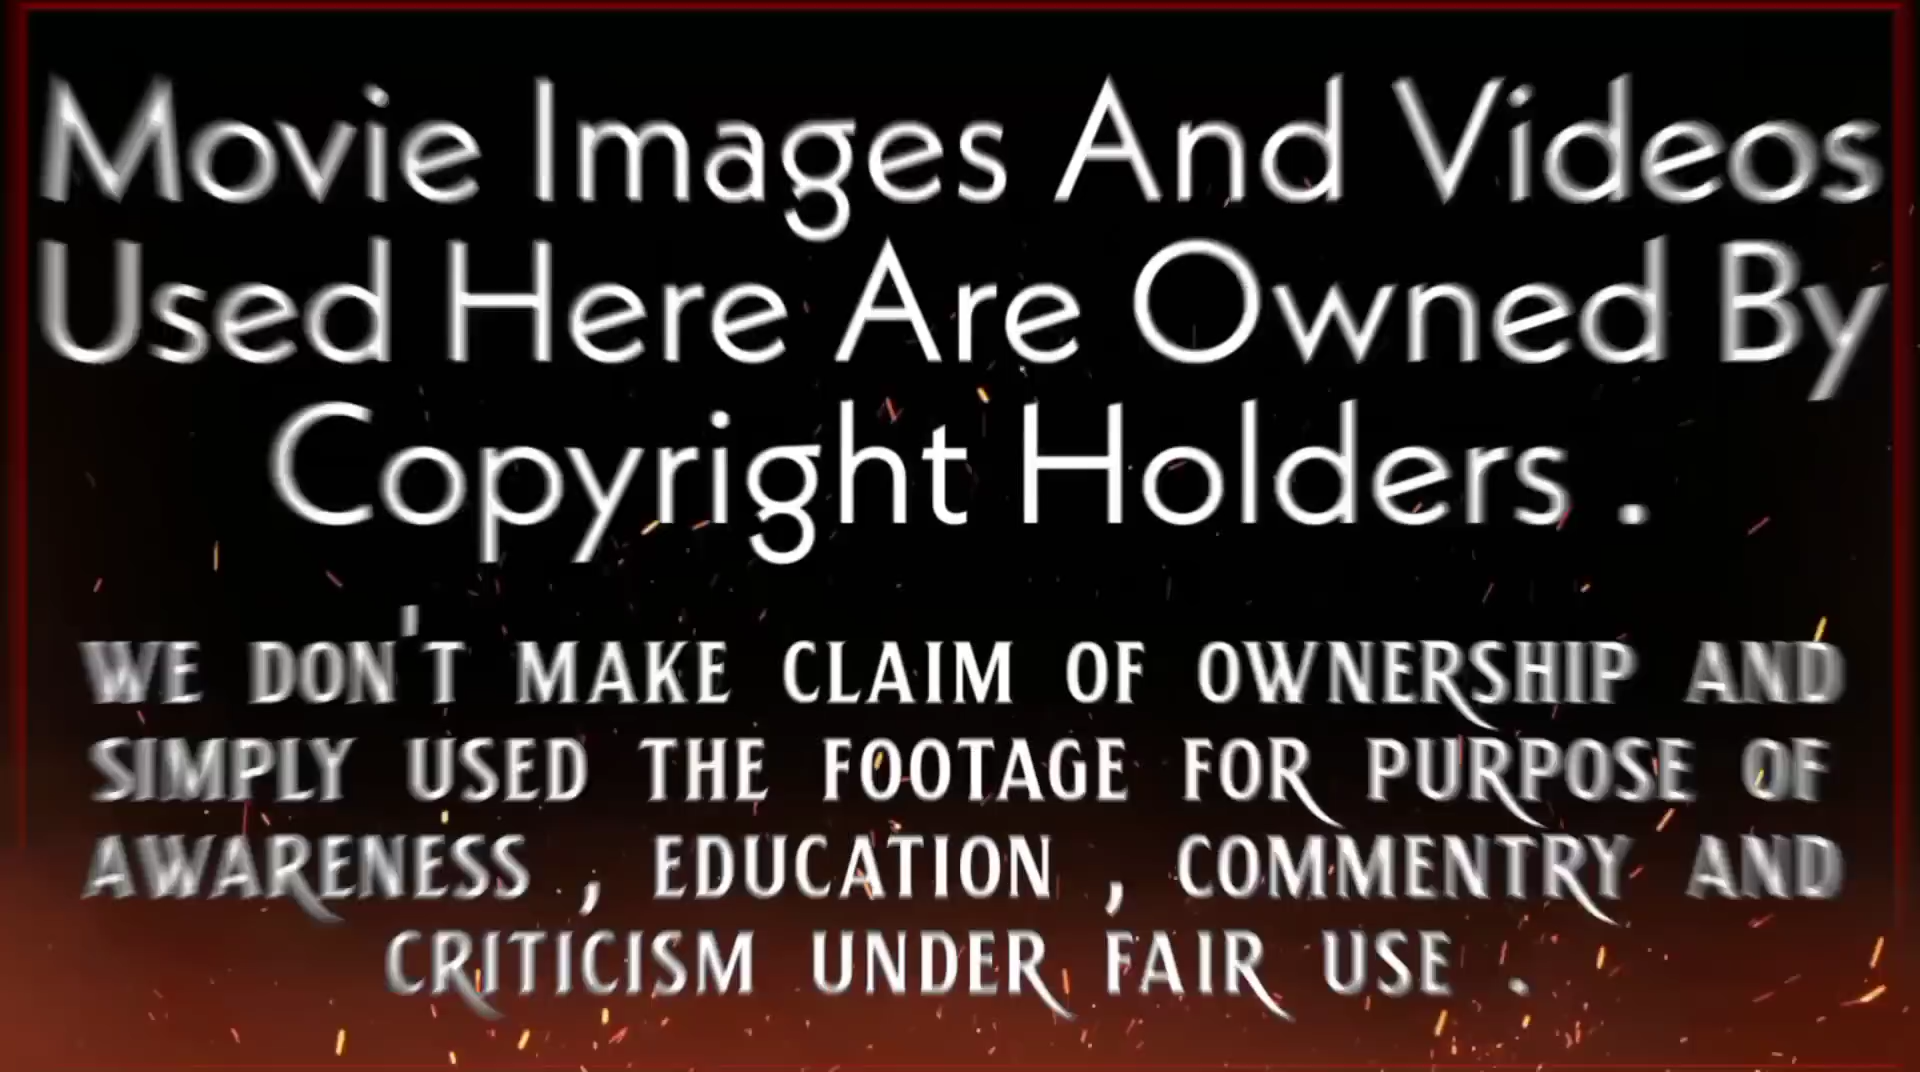 Movie Images And Videos
Used Here Are Owned By
Copyright Holders .
WE DON'T MAKE CLAIM OF OWNERSHIP AND
SIMPLY USED THE FOOTAGE FOR PURPOSE OF
AWARENESS , EDUCATION , COMMENTRY AND
CRITICISM UNDER FAIR USE .